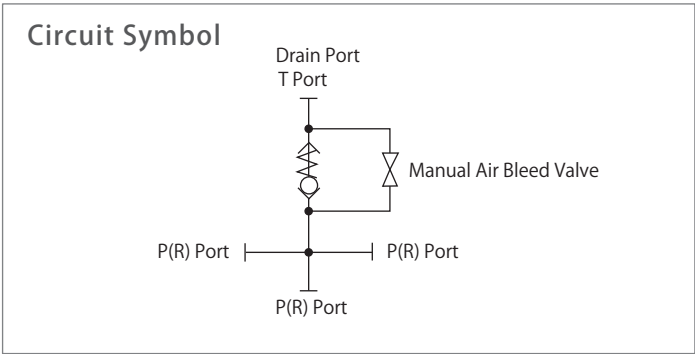 Circuit Symbol
Drain Port
T Port
Manual Air Bleed Valve
P(R) Port
P(R) Port
P(R) Port